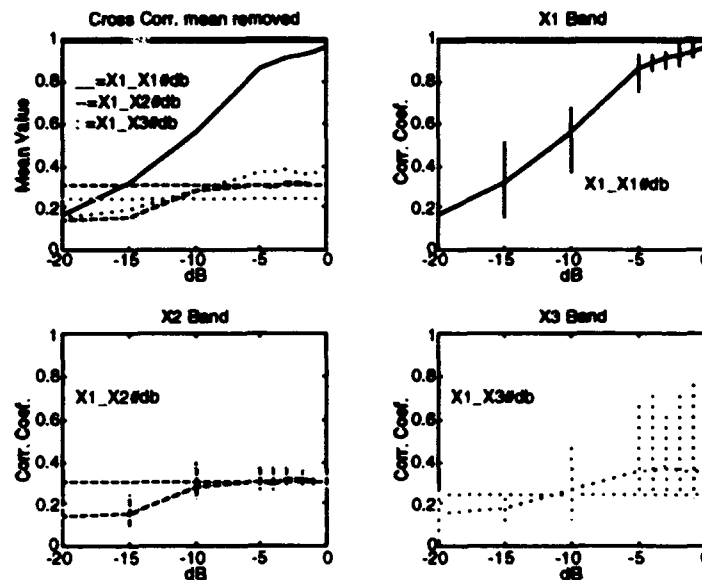 Cross Corr. mean removed
1
0.8
0.6
0.4
0.2
0
Mean Value
__=X1_X1#db
--=X1_X2#db
: =X1_X3#db
-20 -15 -10 -5 0
dB
X1 Band
1
0.8
0.6
0.4
0.2
0
Corr. Coef.
X1_X1#db
-20 -15 -10 -5 0
dB
X2 Band
1
0.8
0.6
0.4
0.2
0
Corr. Coef.
X1_X2#db
-20 -15 -10 -5 0
dB
X3 Band
1
0.8
0.6
0.4
0.2
0
Corr. Coef.
X1_X3#db
-20 -15 -10 -5 0
dB